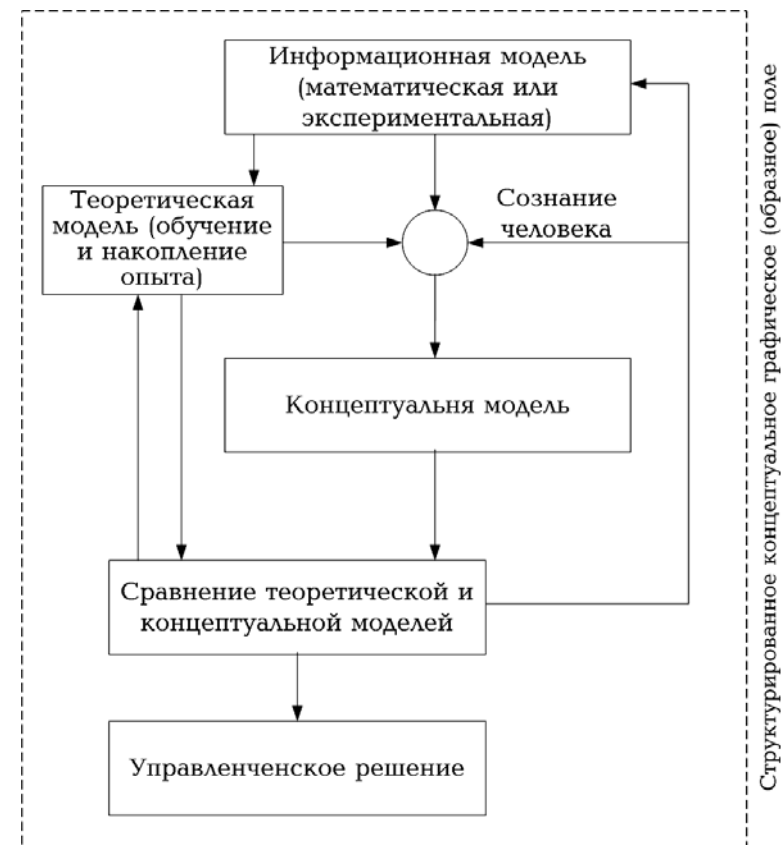 Информационная модель
(математическая или
экспериментальная)
Теоретическая
модель (обучение
и накопление
опыта)
Сознание
человека
Концептуальня модель
Сравнение теоретической и
концептуальной моделей
Управленченское решение
Структурированное концептуальное графическое (образное) поле